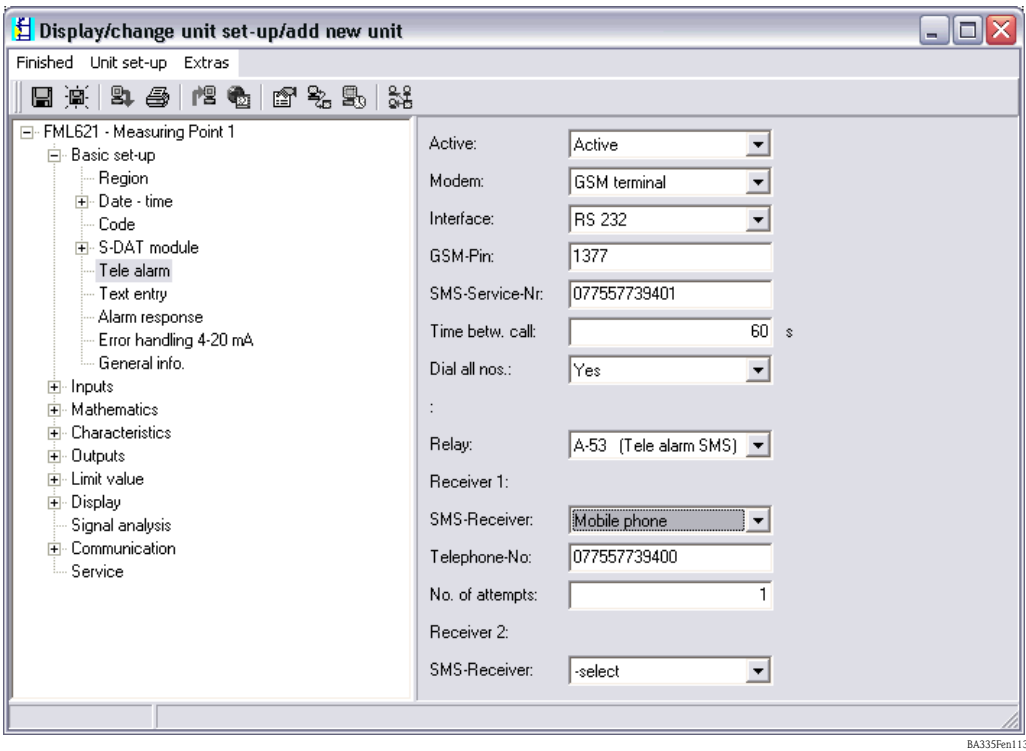 Display/change unit set-up/add new unit
Finished Unit set-up Extras
FML621 - Measuring Point 1
Basic set-up
Region
Date - time
Code
S-DAT module
Tele alarm
Text entry
Alarm response
Error handling 4-20 mA
General info.
Inputs
Mathematics
Characteristics
Outputs
Limit value
Display
Signal analysis
Communication
Service
Active: Active
Modem: GSM terminal
Interface: RS 232
GSM-Pin: 1377
SMS-Service-Nr: 077557739401
Time betw. call: 60 s
Dial all nos.: Yes
:
Relay: A-53 (Tele alarm SMS)
Receiver 1:
SMS-Receiver: Mobile phone
Telephone-No: 077557739400
No. of attempts: 1
Receiver 2:
SMS-Receiver: -select
BA335Fen113